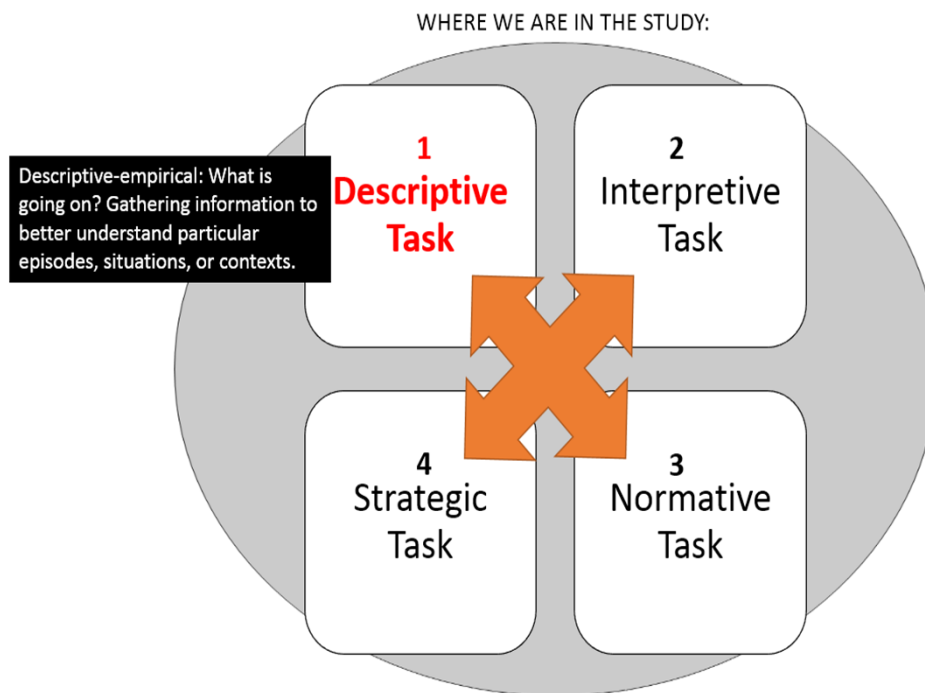 WHERE WE ARE IN THE STUDY:
1
Descriptive
Task
Descriptive-empirical: What is
going on? Gathering information to
better understand particular
episodes, situations, or contexts.
2
Interpretive
Task
4
Strategic
Task
3
Normative
Task